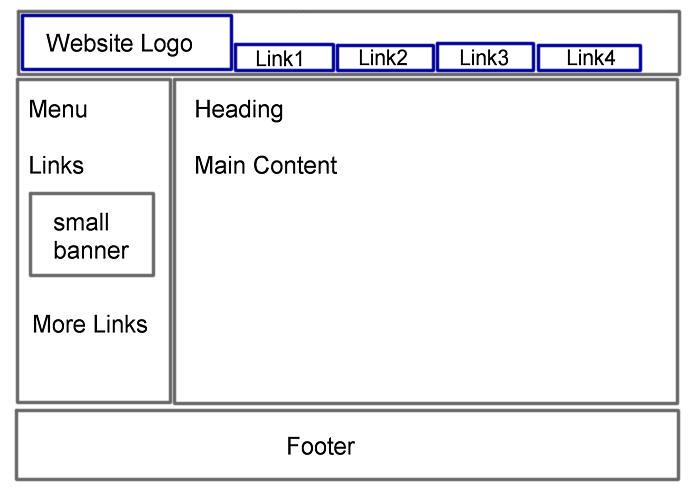 Website Logo
Link1
Link2
Link3
Link4
Menu
Links
small
banner
More Links
Heading
Main Content
Footer